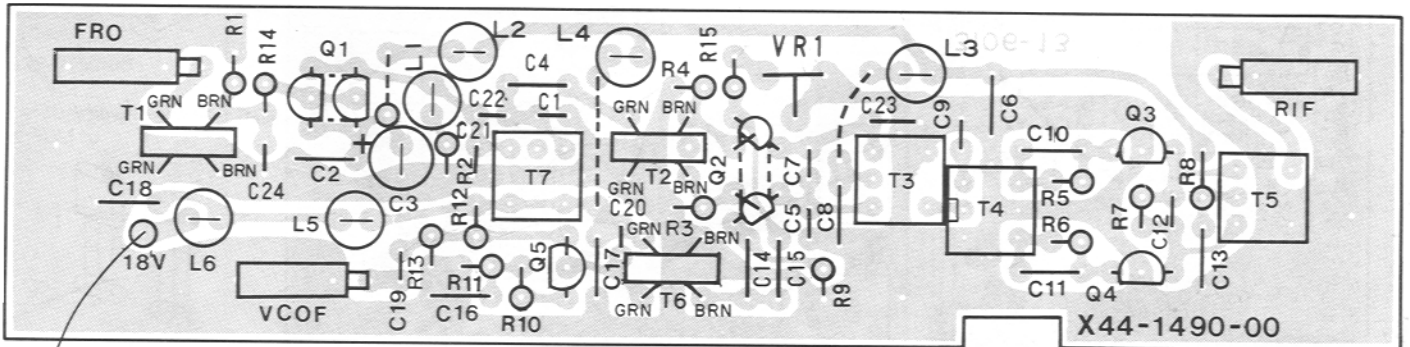 FRO
R1
R14
Q1
L1
L2
L4
R15
VR1
L3
3106-13
C4
R4
GRN BRN
T1
C22
C1
GRN BRN
C23
C9
C6
Q3
RIF
C21
C10
GRN BRN
C24
C2
+
R2
T7
T2
Q2
C7
T3
R8
C18
C3
R12
GRN BRN
C20
C5
C8
T4
R5
R7
C12
T5
L5
R3
GRN BRN
R6
18V
L6
R13
Q5
C17
C14
C15
C13
VCOF
C19
R11
C16
R10
GRN BRN
T6
R9
C11
Q4
X44-1490-00